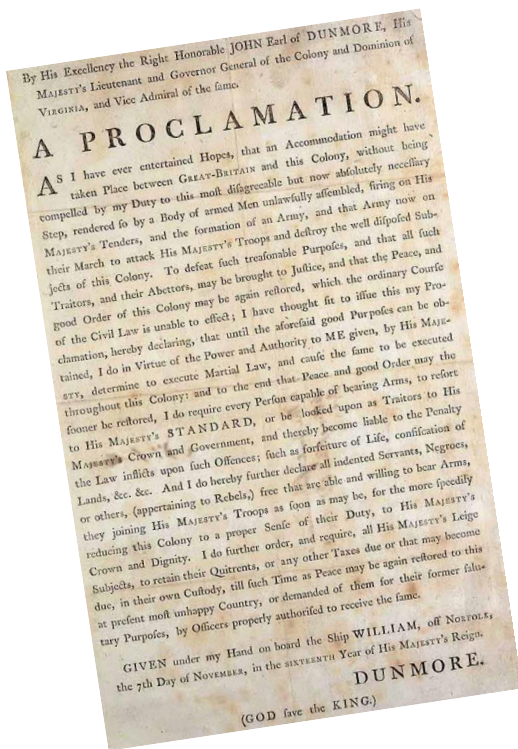 By His Excellency the Right Honorable JOHN Earl of DUNMORE, His
MAJESTY's Lieutenant and Governor General of the Colony and Dominion of
VIRGINIA, and Vice Admiral of the ſame.
A PROCLAMATION.
AS I have ever entertained Hopes, that an Accommodation might have
taken Place between GREAT-BRITAIN and this Colony, without being
compelled by my Duty to this moſt diſagreeable but now abſolutely neceſſary
Step, rendered ſo by a Body of armed Men unlawfully aſſembled, firing on His
MAJESTY's Tenders, and the formation of an Army, and that Army now on
their March to attack His MAJESTY's Troops and deſtroy the well diſpoſed Sub-
jects of this Colony. To defeat ſuch treaſonable Purpoſes, and that all ſuch
Traitors, and their Abettors, may be brought to Juſtice, and that the Peace, and
good Order of this Colony may be again reſtored, which the ordinary Courſe
of the Civil Law is unable to effect; I have thought fit to iſſue this my Pro-
clamation, hereby declaring, that until the aforeſaid good Purpoſes can be ob-
tained, I do in Virtue of the Power and Authority to ME given, by His MAJE-
STY, determine to execute Martial Law, and cauſe the ſame to be executed
throughout this Colony: and to the end that Peace and good Order may the
ſooner be reſtored, I do require every Perſon capable of bearing Arms, to reſort
to His MAJESTY's STANDARD, or be looked upon as Traitors to His
MAJESTY's Crown and Government, and thereby become liable to the Penalty
the Law inflicts upon ſuch Offences; ſuch as forfeiture of Life, confiſcation of
Lands, &c. &c. And I do hereby further declare all indented Servants, Negroes,
or others, (appertaining to Rebels,) free that are able and willing to bear Arms,
they joining His MAJESTY's Troops as ſoon as may be, for the more ſpeedily
reducing this Colony to a proper Senſe of their Duty, to His MAJESTY's
Crown and Dignity. I do further order, and require, all His MAJESTY's Leige
Subjects, to retain their Quitrents, or any other Taxes due or that may become
due, in their own Cuſtody, till ſuch Time as Peace may be again reſtored to this
at preſent moſt unhappy Country, or demanded of them for their former ſalu-
tary Purpoſes, by Officers properly authoriſed to receive the ſame.
GIVEN under my Hand on board the Ship WILLIAM, off NORFOLK,
the 7th Day of NOVEMBER, in the SIXTEENTH Year of His MAJESTY's Reign.
DUNMORE.
(GOD ſave the KING.)